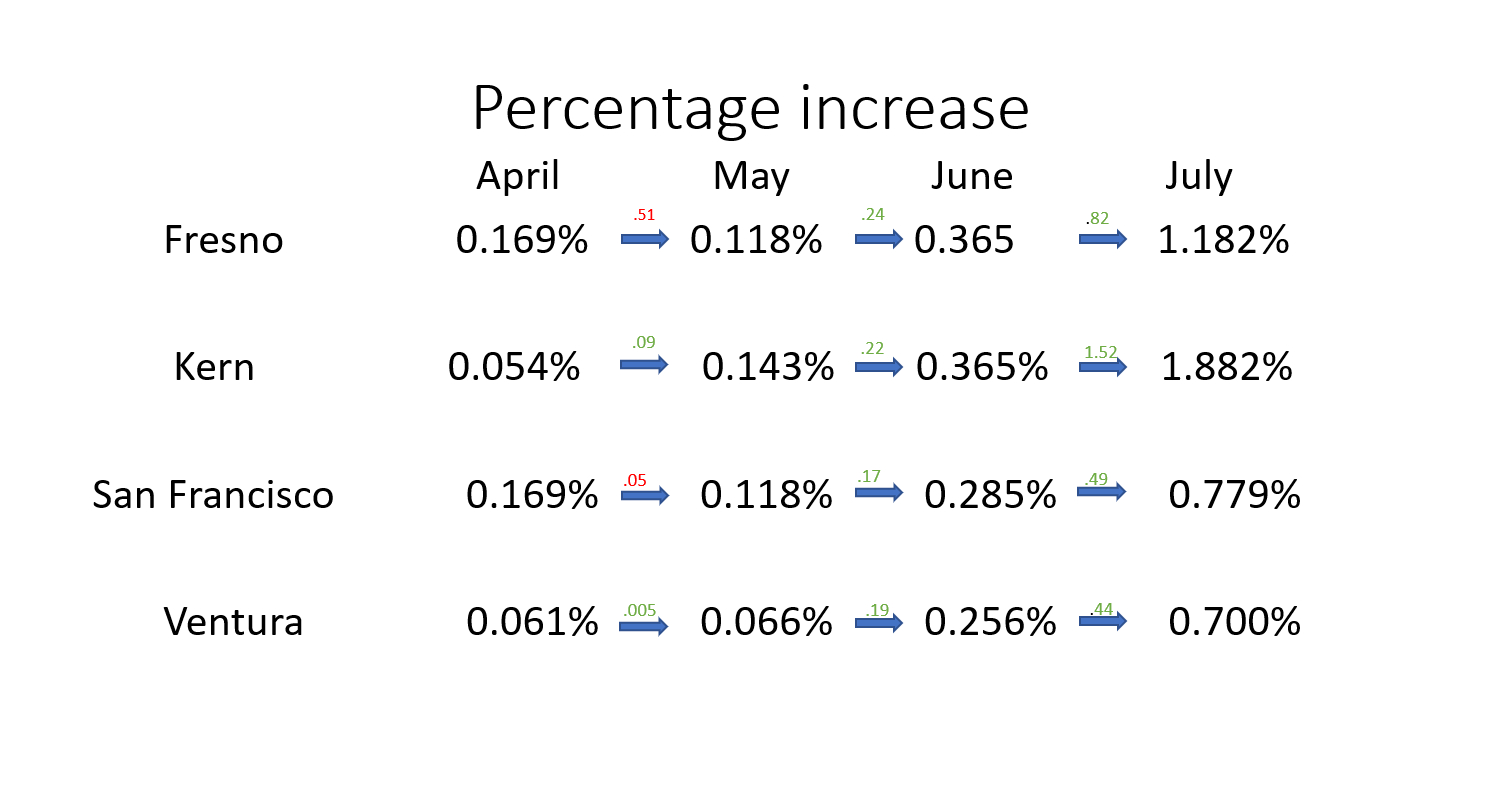 Percentage increase
April May June July
.51 .24 .82
Fresno 0.169% 0.118% 0.365 1.182%
.09 .22 1.52
Kern 0.054% 0.143% 0.365% 1.882%
.05 .17 .49
San Francisco 0.169% 0.118% 0.285% 0.779%
.005 .19 .44
Ventura 0.061% 0.066% 0.256% 0.700%